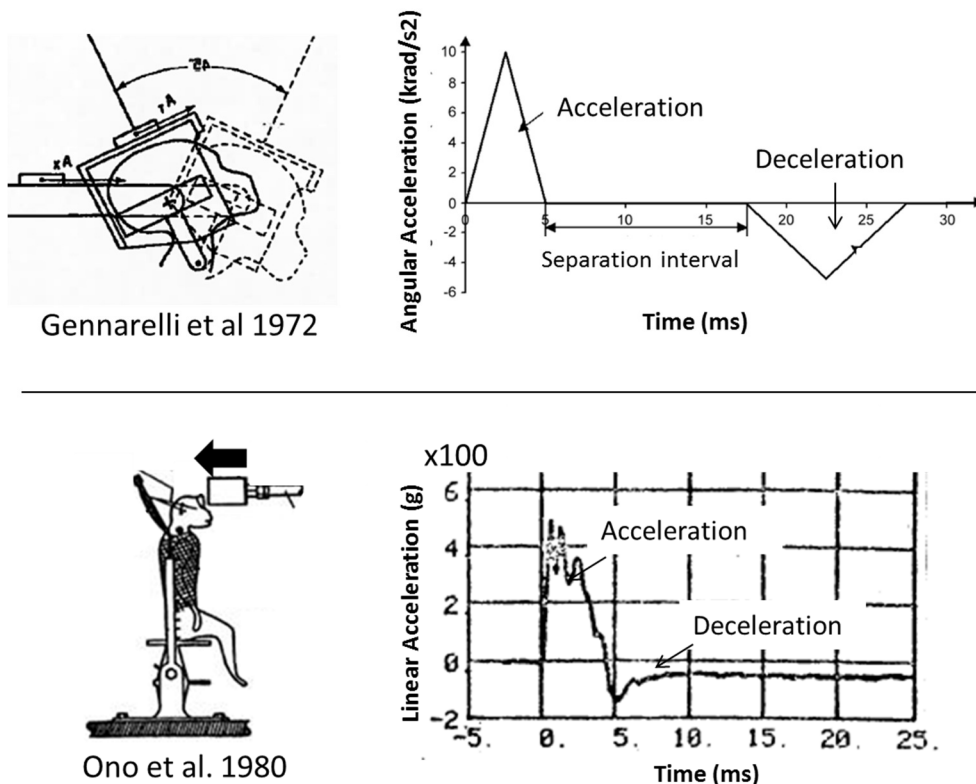 45°
A T
A x
Gennarelli et al 1972
Angular Acceleration (krad/s2)
10
8
6
4
2
0
-2
-4
-6
0
5
10
15
20
25
30
Acceleration
Deceleration
Separation interval
Time (ms)
Ono et al. 1980
x100
Linear Acceleration (g)
6
4
2
0
-2
-5.
0.
5.
10.
15.
20.
25.
Acceleration
Deceleration
Time (ms)